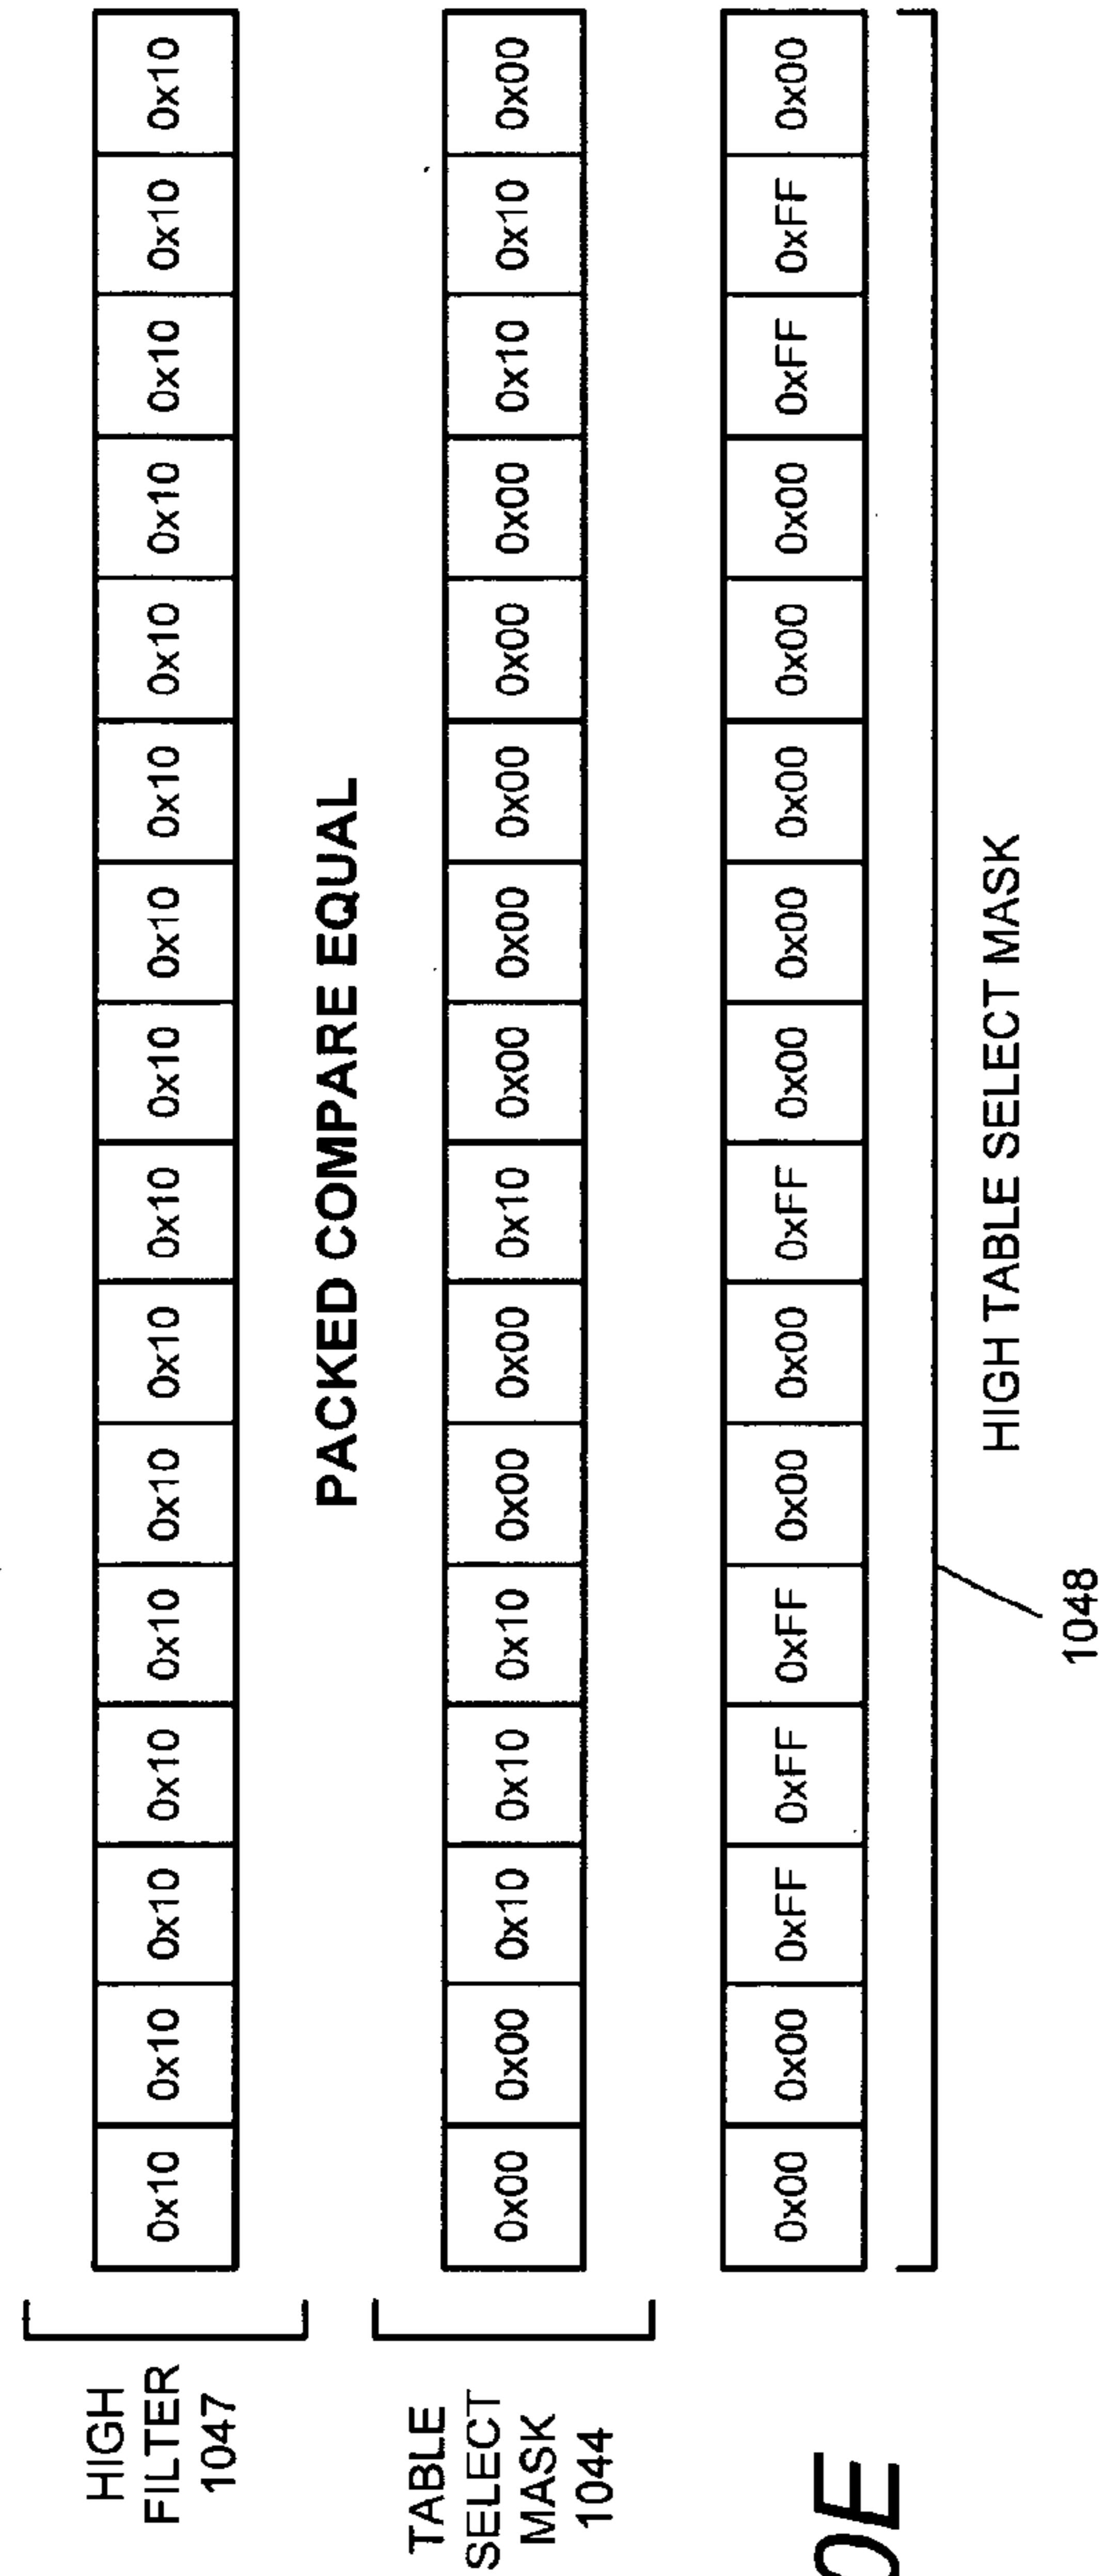 HIGH
FILTER
1047
0x10 0x10 0x10 0x10 0x10 0x10 0x10 0x10 0x10 0x10 0x10 0x10 0x10 0x10 0x10 0x10
PACKED COMPARE EQUAL
TABLE
SELECT
MASK
1044
0x00 0x00 0x10 0x10 0x10 0x00 0x00 0x10 0x00 0x00 0x00 0x00 0x00 0x10 0x10 0x00
0x00 0x00 0xFF 0xFF 0xFF 0x00 0x00 0xFF 0x00 0x00 0x00 0x00 0x00 0xFF 0xFF 0x00
HIGH TABLE SELECT MASK
1048